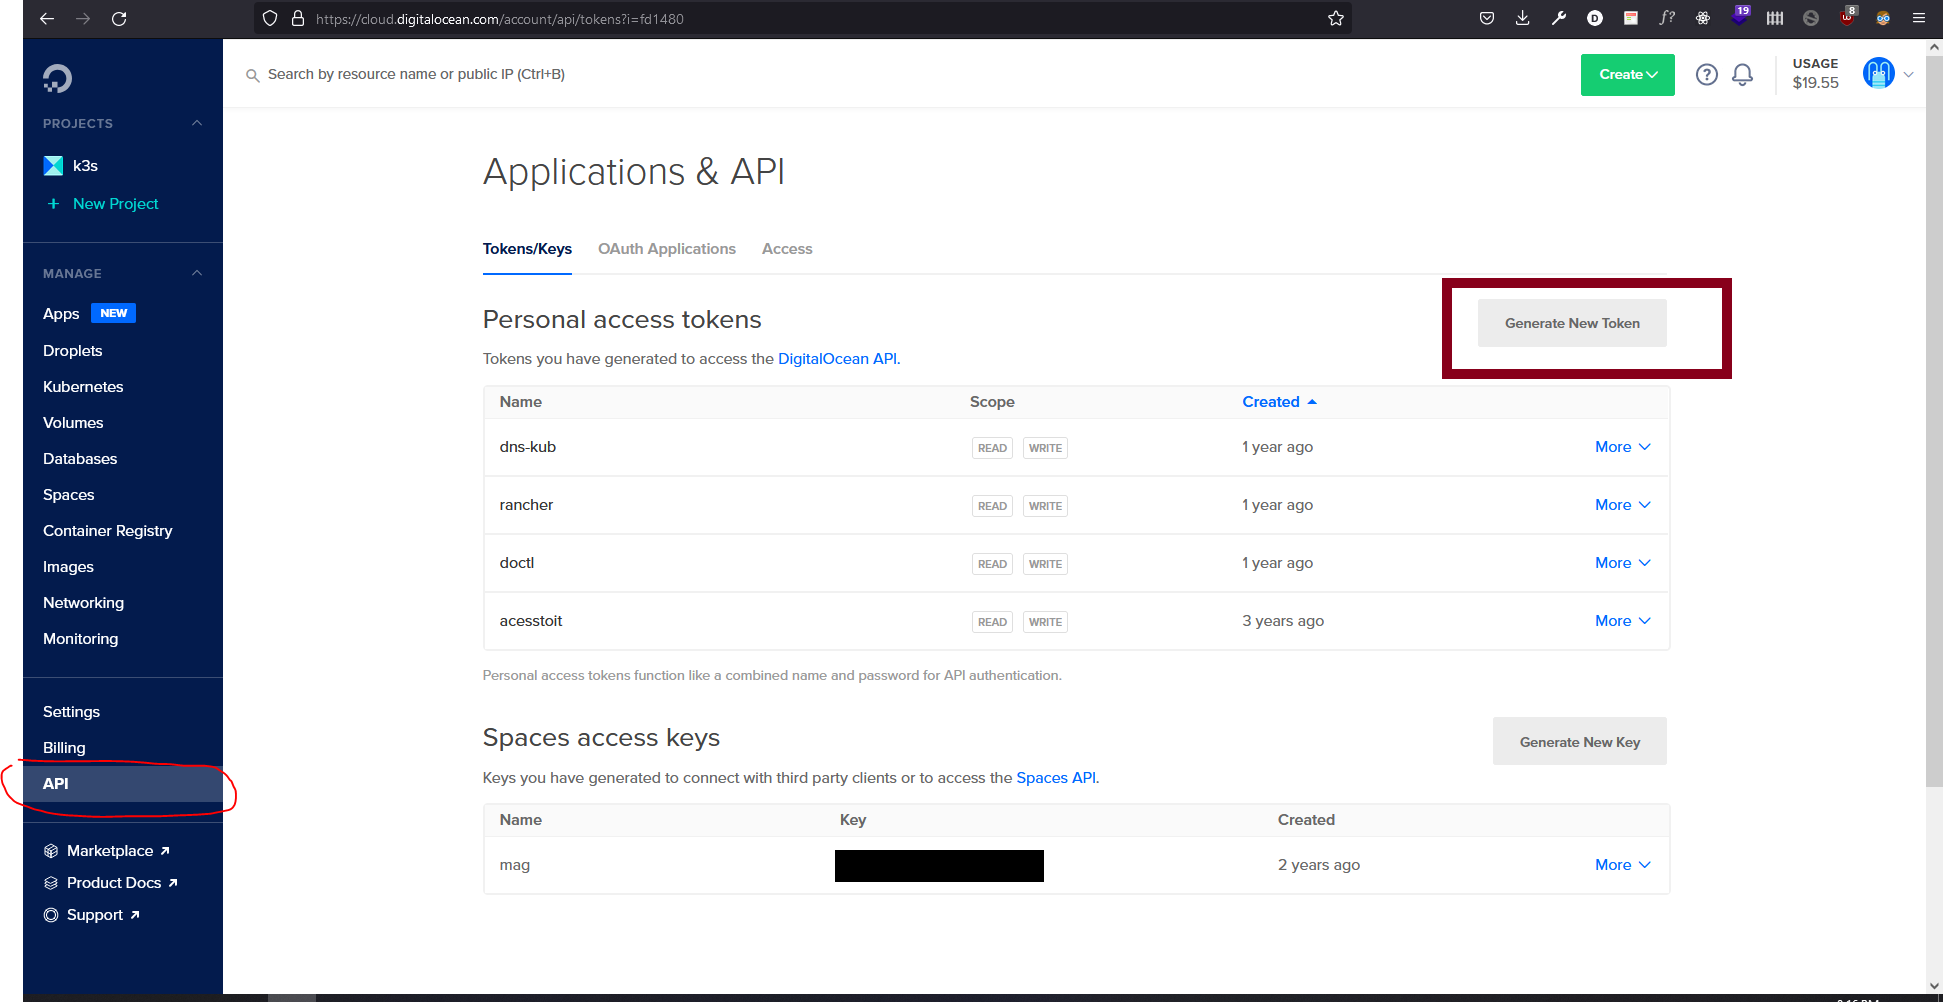 https://cloud.digitalocean.com/account/api/tokens?i=fd1480
f?
19
8
Search by resource name or public IP (Ctrl+B)
Create
USAGE
$19.55
PROJECTS
k3s
+ New Project
MANAGE
Apps NEW
Droplets
Kubernetes
Volumes
Databases
Spaces
Container Registry
Images
Networking
Monitoring
Settings
Billing
API
Marketplace
Product Docs
Support
Applications & API
Tokens/Keys OAuth Applications Access
Personal access tokens
Generate New Token
Tokens you have generated to access the DigitalOcean API.
Name Scope Created
dns-kub READ WRITE 1 year ago More
rancher READ WRITE 1 year ago More
doctl READ WRITE 1 year ago More
acesstoit READ WRITE 3 years ago More
Personal access tokens function like a combined name and password for API authentication.
Spaces access keys
Generate New Key
Keys you have generated to connect with third party clients or to access the Spaces API.
Name Key Created
mag 2 years ago More